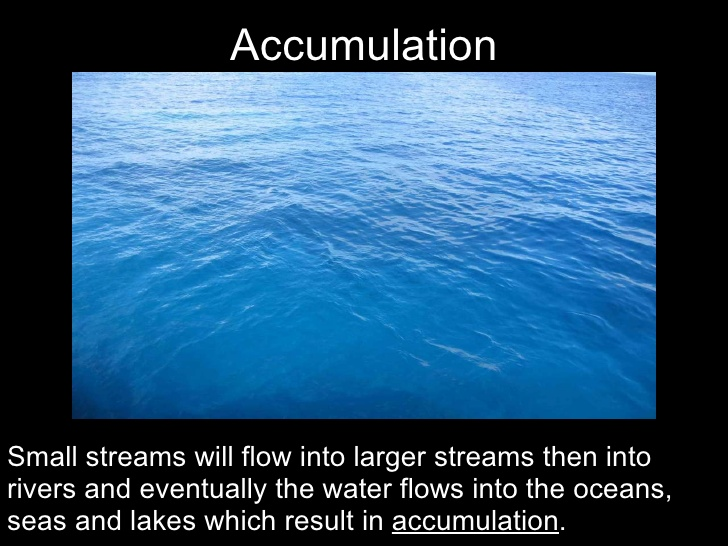 Accumulation
Small streams will flow into larger streams then into
rivers and eventually the water flows into the oceans,
seas and lakes which result in accumulation.